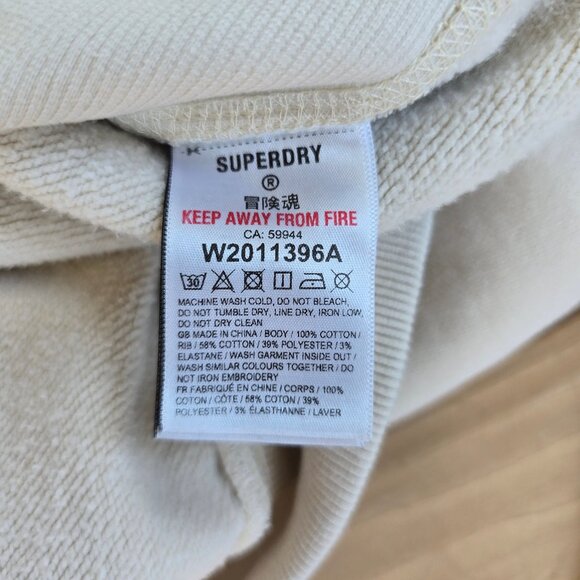 SUPERDRY
®
冒険魂
KEEP AWAY FROM FIRE
CA: 59944
W2011396A
30
MACHINE WASH COLD, DO NOT BLEACH,
DO NOT TUMBLE DRY, LINE DRY, IRON LOW,
DO NOT DRY CLEAN
GB MADE IN CHINA / BODY / 100% COTTON /
RIB / 58% COTTON / 39% POLYESTER / 3%
ELASTANE / WASH GARMENT INSIDE OUT /
WASH SIMILAR COLOURS TOGETHER / DO
NOT IRON EMBROIDERY
FR FABRIQUÉ EN CHINE / CORPS / 100%
COTON / CÔTE / 58% COTON / 39%
POLYESTER / 3% ÉLASTHANNE / LAVER